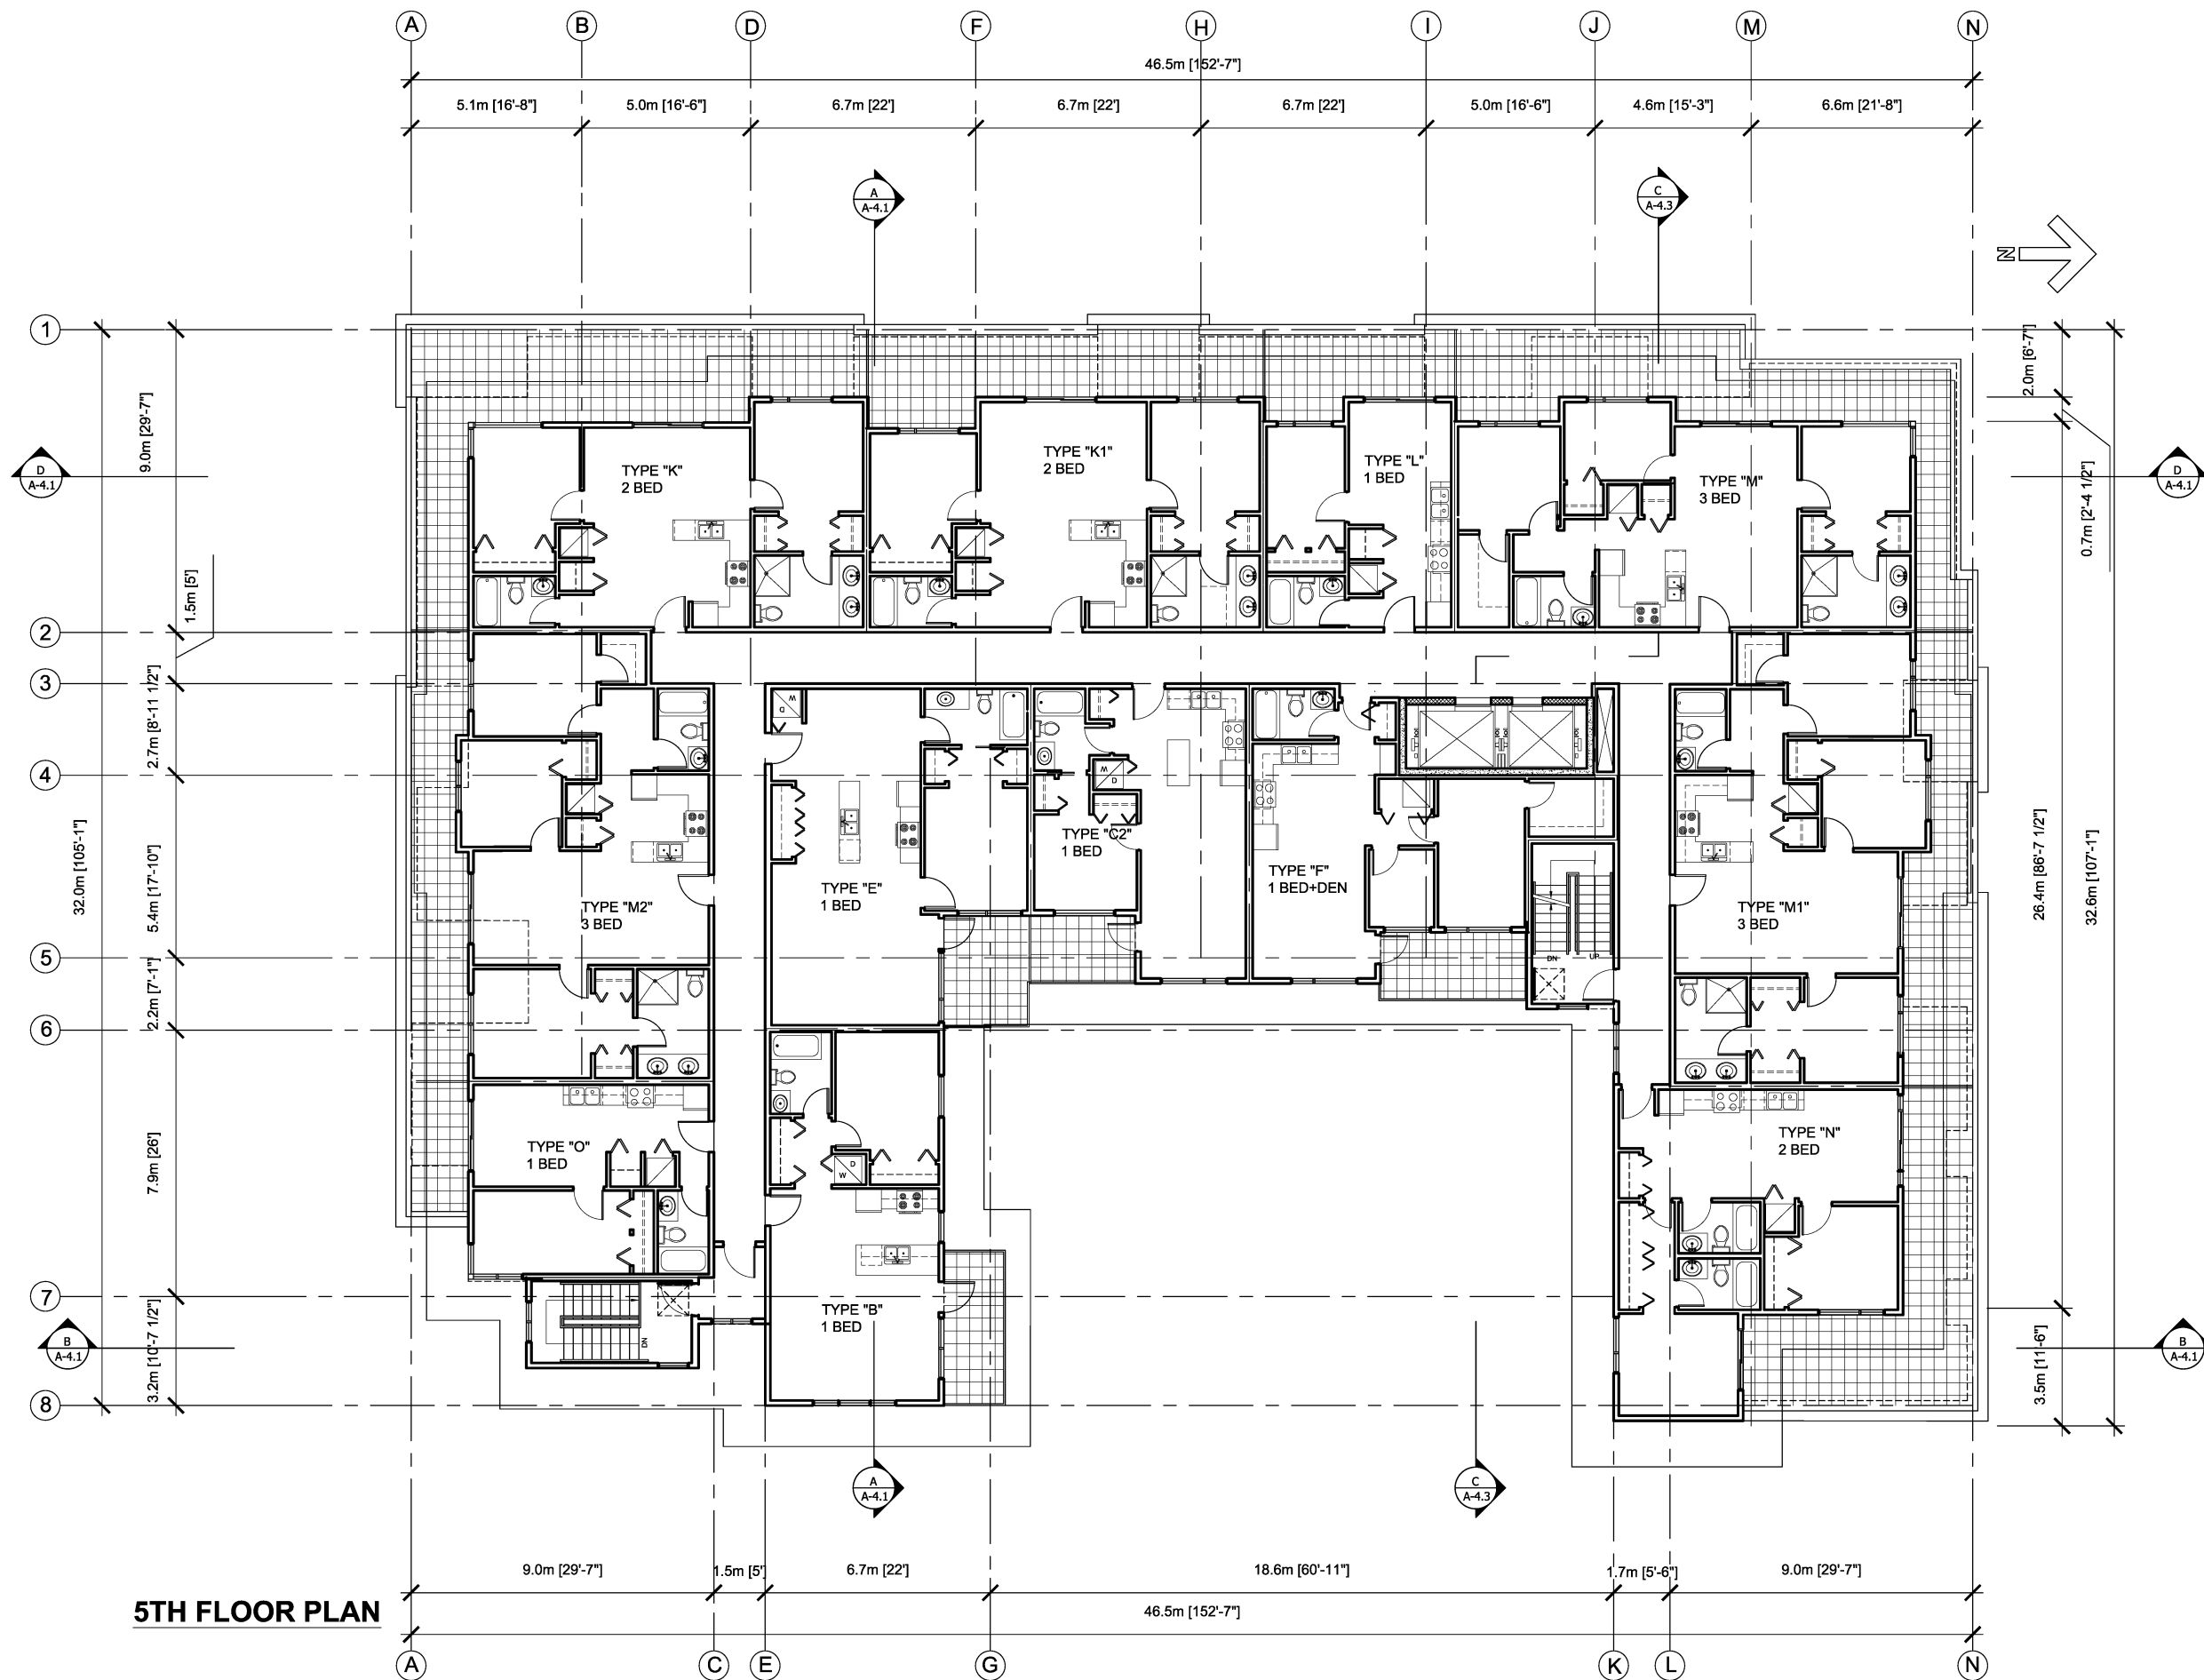 A B D F H I J M N
46.5m [152'-7"]
5.1m [16'-8"] 5.0m [16'-6"] 6.7m [22'] 6.7m [22'] 6.7m [22'] 5.0m [16'-6"] 4.6m [15'-3"] 6.6m [21'-8"]
A
A-4.1
C
A-4.3
N
1
2
3
4
5
6
7
8
9.0m [29'-7"]
1.5m [5']
2.7m [8'-11 1/2"]
5.4m [17'-10"]
2.2m [7'-1"]
7.9m [26']
3.2m [10'-7 1/2"]
32.0m [105'-1"]
2.0m [6'-7"]
0.7m [2'-4 1/2"]
26.4m [86'-7 1/2"]
32.6m [107'-1"]
3.5m [11'-6"]
D
A-4.1
D
A-4.1
TYPE "K"
2 BED
TYPE "K1"
2 BED
TYPE "L"
1 BED
TYPE "M"
3 BED
W
D
W
D
TYPE "C2"
1 BED
TYPE "E"
1 BED
TYPE "F"
1 BED+DEN
TYPE "M2"
3 BED
TYPE "M1"
3 BED
DN
UP
TYPE "O"
1 BED
TYPE "N"
2 BED
D
W
TYPE "B"
1 BED
DN
B
A-4.1
B
A-4.1
A
A-4.1
C
A-4.3
9.0m [29'-7"] 1.5m [5'] 6.7m [22'] 18.6m [60'-11"] 1.7m [5'-6"] 9.0m [29'-7"]
46.5m [152'-7"]
5TH FLOOR PLAN
A C E G K L N